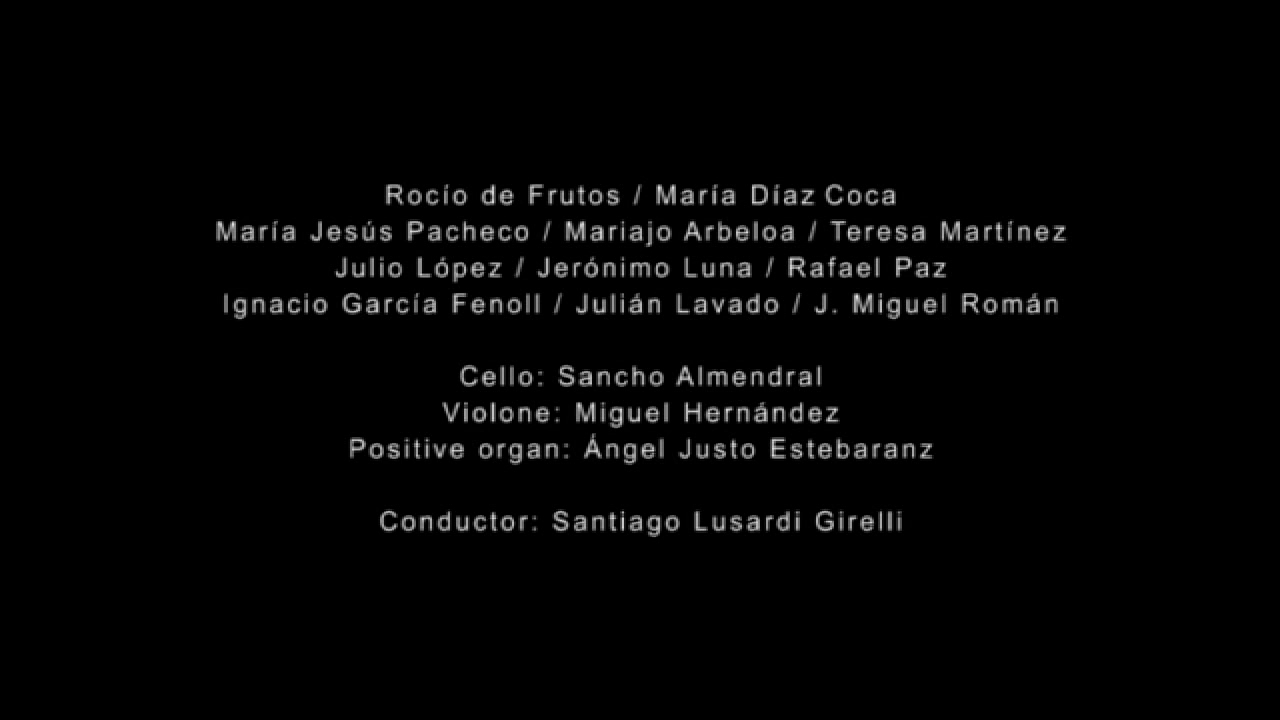 Rocío de Frutos / María Díaz Coca
María Jesús Pacheco / Mariajo Arbeloa / Teresa Martínez
Julio López / Jerónimo Luna / Rafael Paz
Ignacio García Fenoll / Julián Lavado / J. Miguel Román
Cello: Sancho Almendral
Violone: Miguel Hernández
Positive organ: Ángel Justo Estebaranz
Conductor: Santiago Lusardi Girelli